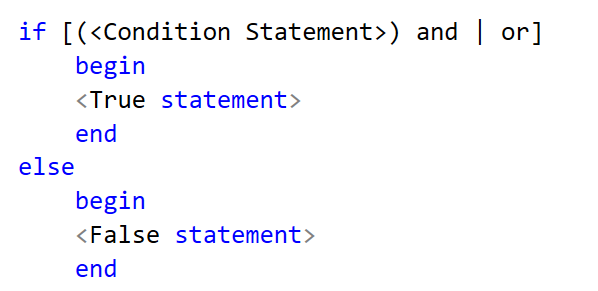 if [(<Condition Statement>) and | or]
begin
<True statement>
end
else
begin
<False statement>
end